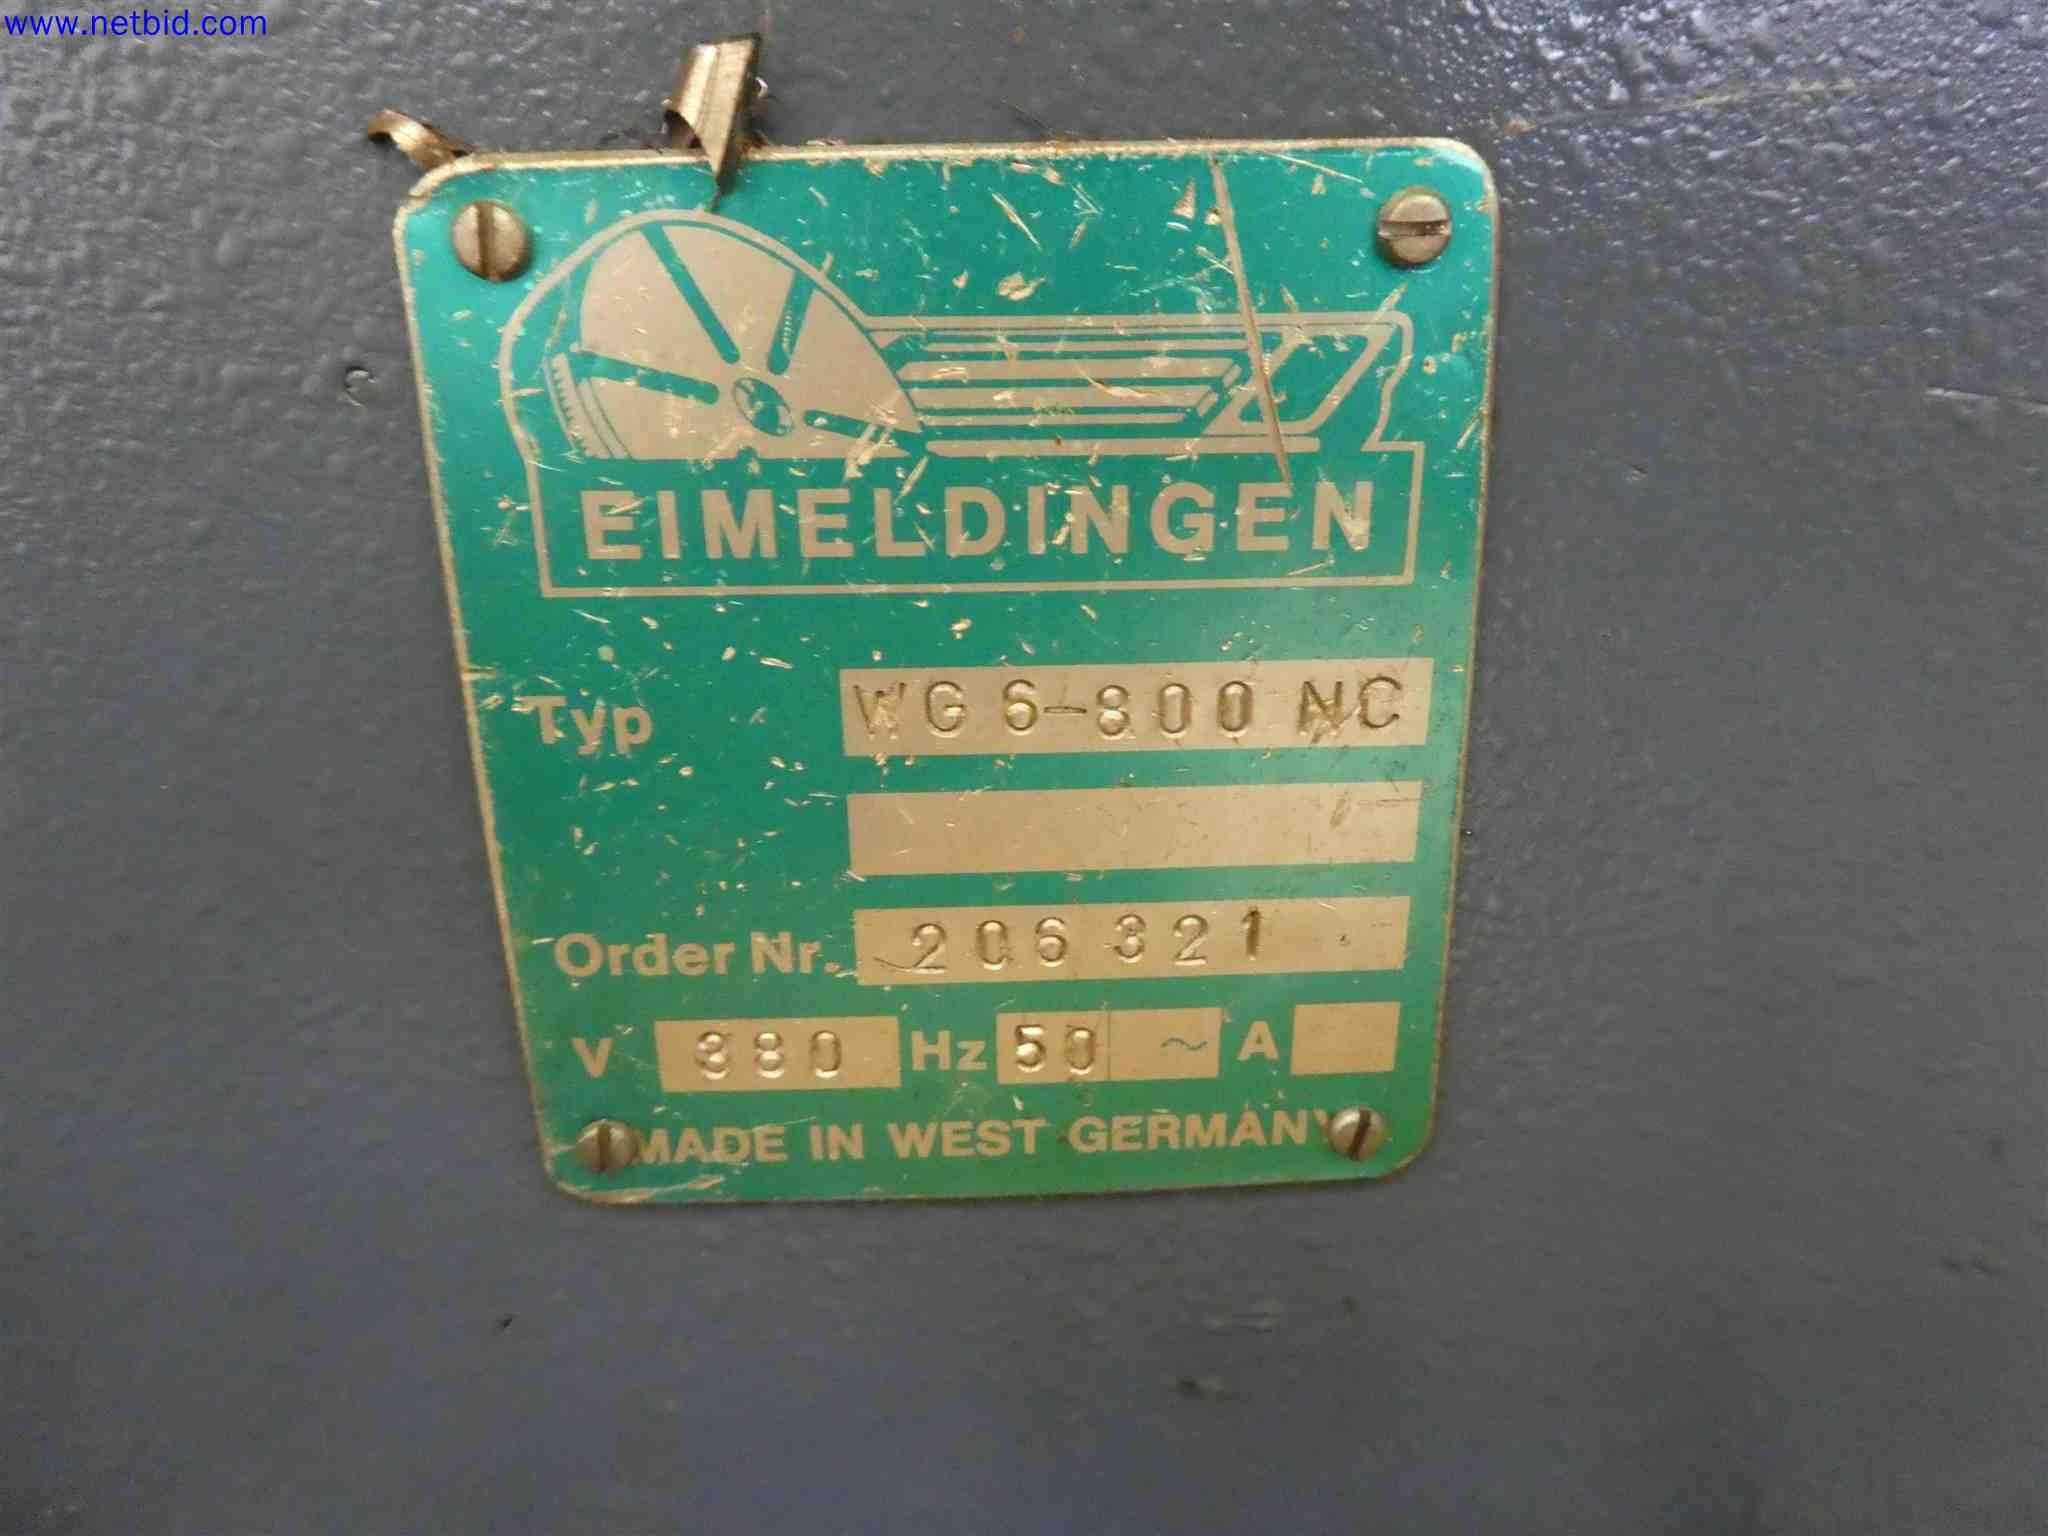 www.netbid.com
EIMELDINGEN
Typ WG 6-800 NC
Order Nr. 206 321
V 380 Hz 50 ~ A
MADE IN WEST GERMANY